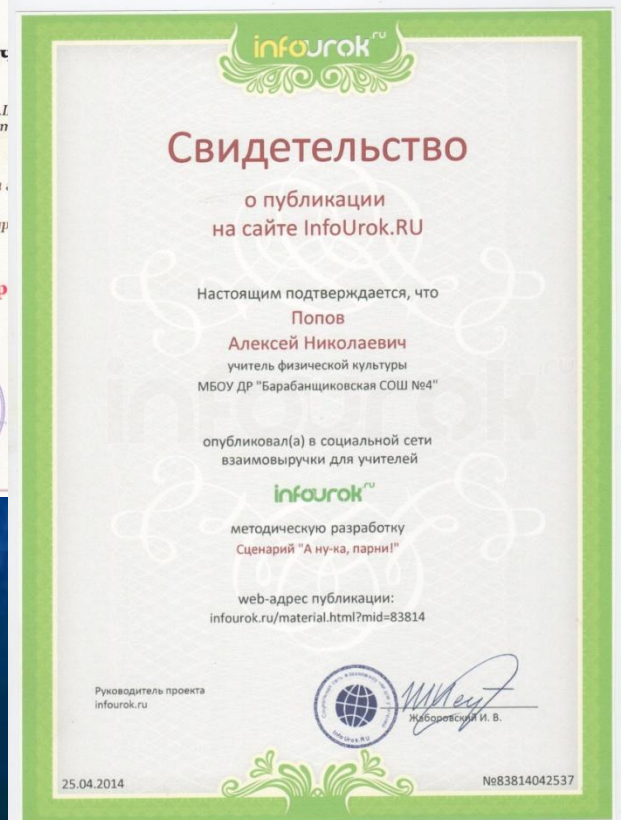 infourok.ru
Свидетельство
о публикации
на сайте InfoUrok.RU
Настоящим подтверждается, что
Попов
Алексей Николаевич
учитель физической культуры
МБОУ ДР "Барабанщиковская СОШ №4"
опубликовал(а) в социальной сети
взаимовыручки для учителей
infourok.ru
методическую разработку
Сценарий "А ну-ка, парни!"
web-адрес публикации:
infourok.ru/material.html?mid=83814
Руководитель проекта
infourok.ru
Жаборовский И. В.
25.04.2014
№83814042537